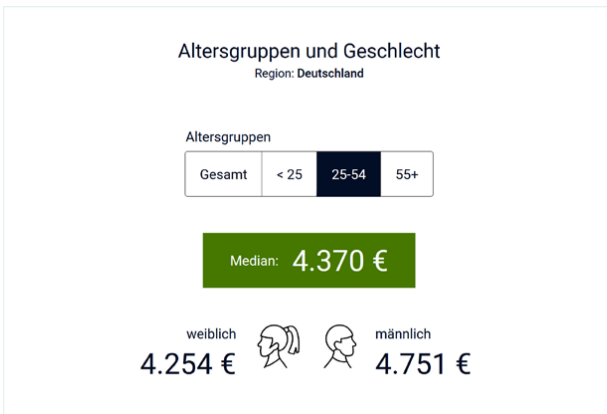 Altersgruppen und Geschlecht
Region: Deutschland
Altersgruppen
Gesamt < 25 25-54 55+
Median: 4.370 €
weiblich männlich
4.254 € 4.751 €